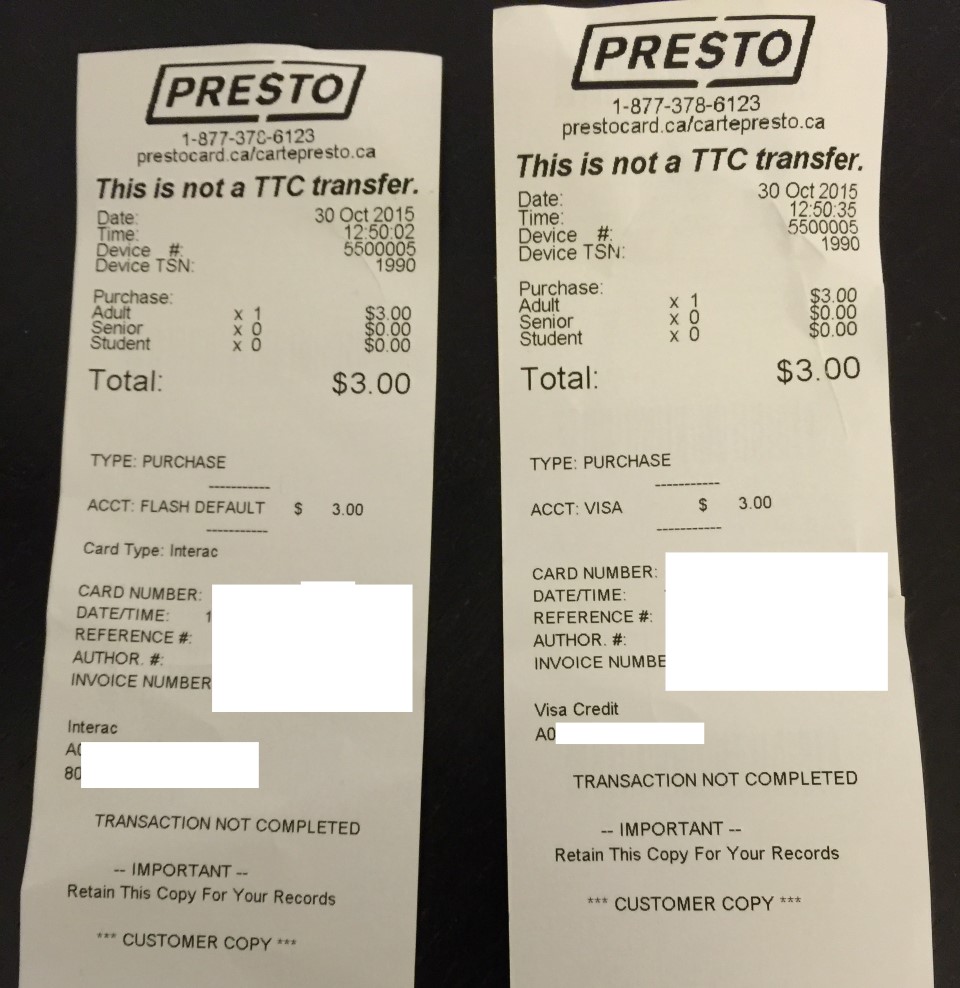 PRESTO
1-877-378-6123
prestocard.ca/cartepresto.ca
This is not a TTC transfer.
Date: 30 Oct 2015
Time: 12:50:02
Device #: 5500005
Device TSN: 1990
Purchase:
Adult x 1 $3.00
Senior x 0 $0.00
Student x 0 $0.00
Total: $3.00
TYPE: PURCHASE
-----------
ACCT: FLASH DEFAULT $ 3.00
-----------
Card Type: Interac
CARD NUMBER:
DATE/TIME: 1
REFERENCE #:
AUTHOR. #:
INVOICE NUMBER
Interac
A0
80
TRANSACTION NOT COMPLETED
-- IMPORTANT --
Retain This Copy For Your Records
*** CUSTOMER COPY ***
PRESTO
1-877-378-6123
prestocard.ca/cartepresto.ca
This is not a TTC transfer.
Date: 30 Oct 2015
Time: 12:50:35
Device #: 5500005
Device TSN: 1990
Purchase:
Adult x 1 $3.00
Senior x 0 $0.00
Student x 0 $0.00
Total: $3.00
TYPE: PURCHASE
-----------
ACCT: VISA $ 3.00
-----------
CARD NUMBER:
DATE/TIME:
REFERENCE #:
AUTHOR. #:
INVOICE NUMBE
Visa Credit
A0
TRANSACTION NOT COMPLETED
-- IMPORTANT --
Retain This Copy For Your Records
*** CUSTOMER COPY ***